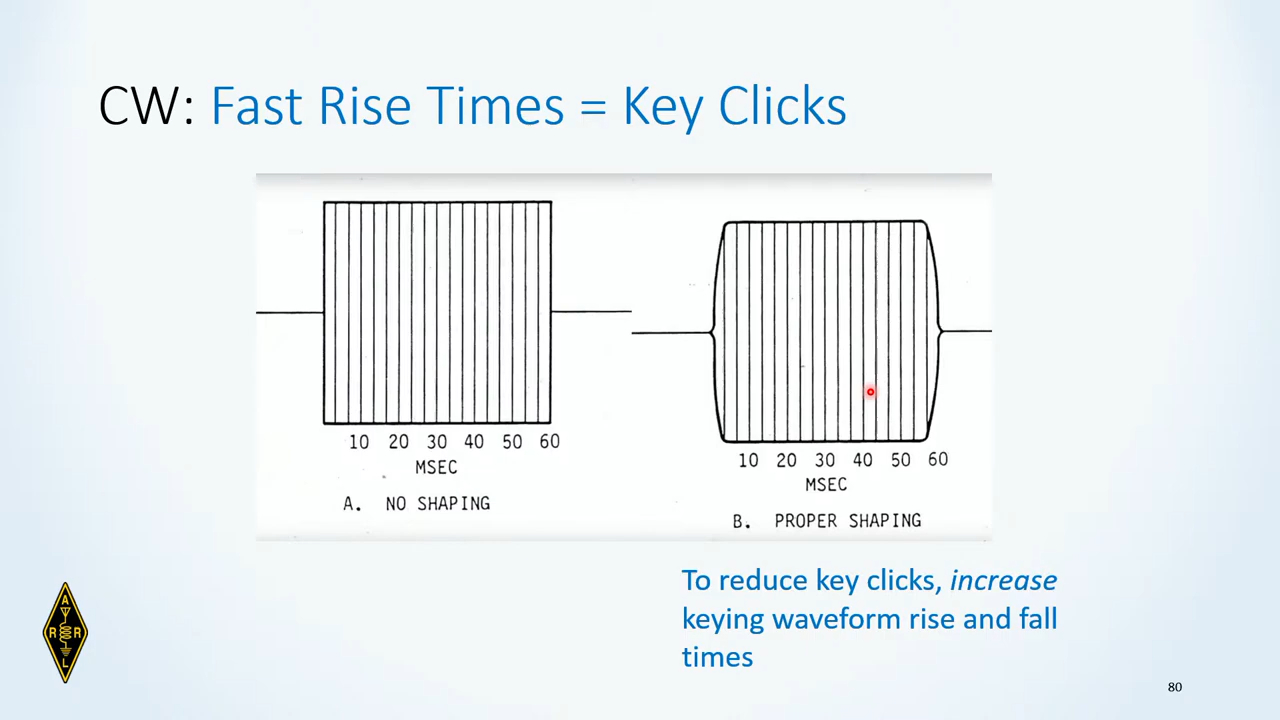 CW: Fast Rise Times = Key Clicks
10 20 30 40 50 60
MSEC
A. NO SHAPING
10 20 30 40 50 60
MSEC
B. PROPER SHAPING
To reduce key clicks, increase
keying waveform rise and fall
times
A
R R
L
80